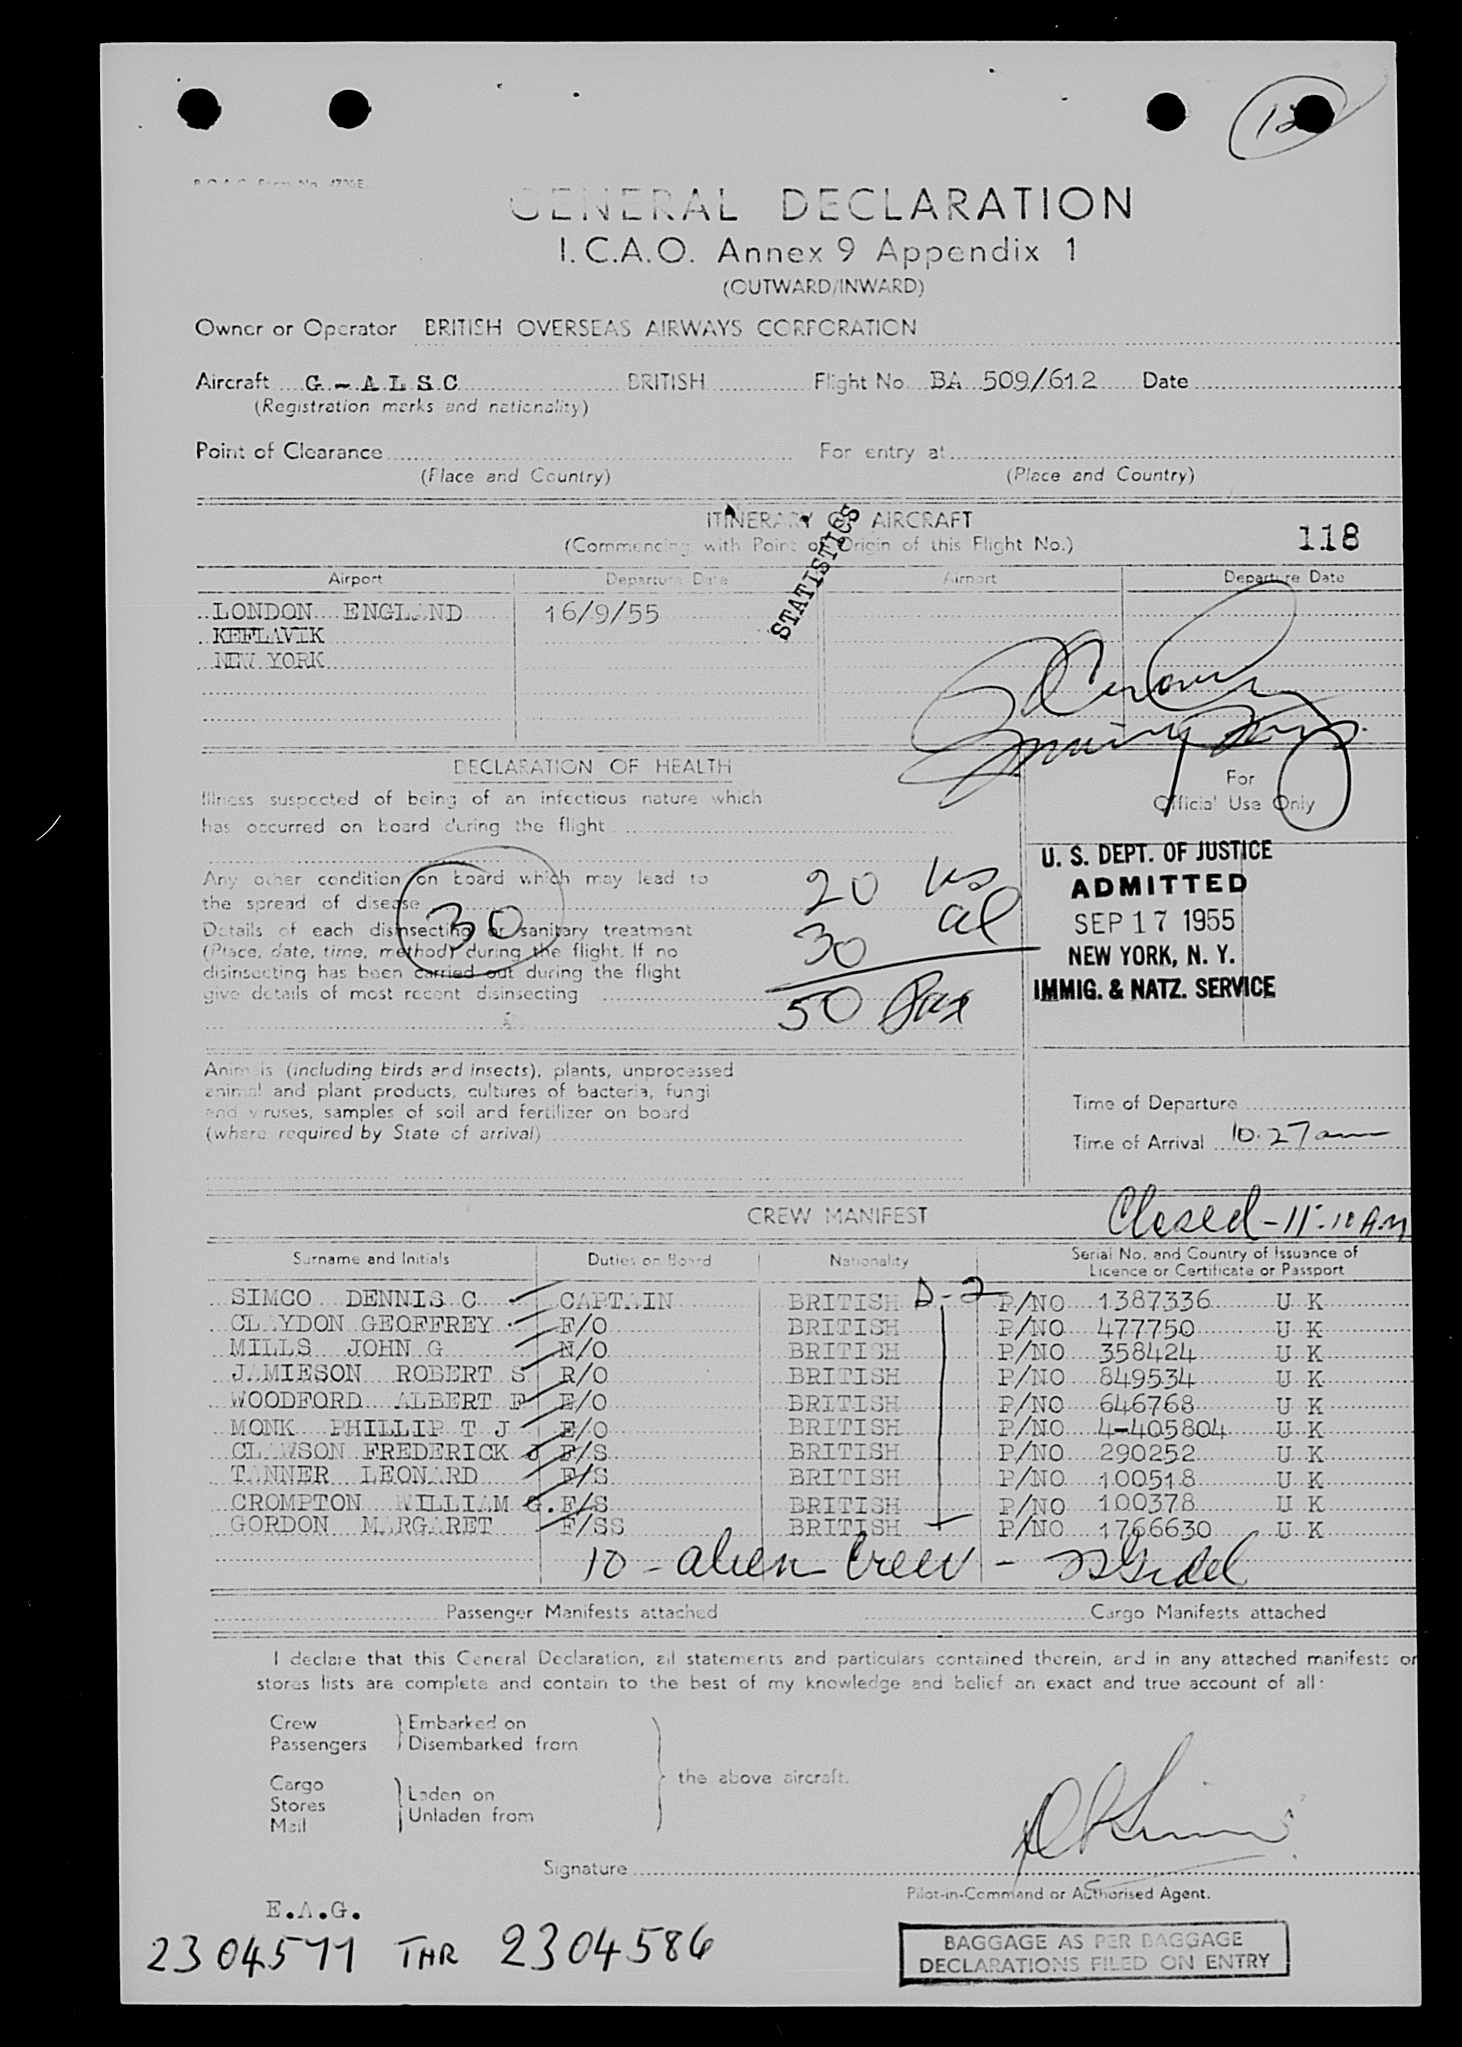 12
B.O.A.C. Form No. 4736E
GENERAL DECLARATION
I.C.A.O. Annex 9 Appendix 1
(OUTWARD/INWARD)
Owner or Operator BRITISH OVERSEAS AIRWAYS CORPORATION
Aircraft G-ALSC BRITISH Flight No. BA 509/612 Date
(Registration marks and nationality)
Point of Clearance For entry at
(Place and Country) (Place and Country)
ITINERARY OF AIRCRAFT
(Commencing with Point of Origin of this Flight No.)
118
STATISTICS
Airport Departure Date Airport Departure Date
LONDON ENGLAND 16/9/55
KEFLAVIK
NEW YORK
DECLARATION OF HEALTH
For
Official Use Only
Illness suspected of being of an infectious nature which
has occurred on board during the flight
Any other condition on board which may lead to
the spread of disease
Details of each disinsecting or sanitary treatment
(Place, date, time, method) during the flight. If no
disinsecting has been carried out during the flight
give details of most recent disinsecting
30
20 us
30 al
50 Pax
U. S. DEPT. OF JUSTICE
ADMITTED
SEP 17 1955
NEW YORK, N. Y.
IMMIG. & NATZ. SERVICE
Animals (including birds and insects), plants, unprocessed
animal and plant products, cultures of bacteria, fungi
and viruses, samples of soil and fertilizer on board
(where required by State of arrival)
Time of Departure
Time of Arrival 10.27 am
CREW MANIFEST
Closed - 11:10 A.M
Surname and Initials Duties on Board Nationality Serial No. and Country of Issuance of
Licence or Certificate or Passport
SIMCO DENNIS C CAPTAIN BRITISH D-2 P/NO 1387336 U K
CLAYDON GEOFFREY F/O BRITISH P/NO 477750 U K
MILLS JOHN G N/O BRITISH P/NO 358424 U K
JAMIESON ROBERT S R/O BRITISH P/NO 849534 U K
WOODFORD ALBERT F E/O BRITISH P/NO 646768 U K
MONK PHILLIP T J E/O BRITISH P/NO 4-405804 U K
CLAWSON FREDERICK J F/S BRITISH P/NO 290252 U K
TANNER LEONARD F/S BRITISH P/NO 100518 U K
CROMPTON WILLIAM G. F/S BRITISH P/NO 100378 U K
GORDON MARGARET F/SS BRITISH P/NO 1766630 U K
10 - alien Crew -
Passenger Manifests attached Cargo Manifests attached
I declare that this General Declaration, all statements and particulars contained therein, and in any attached manifests or
stores lists are complete and contain to the best of my knowledge and belief an exact and true account of all:
Crew
Passengers } Embarked on
Disembarked from
Cargo
Stores
Mail } Laden on
Unladen from } the above aircraft.
Signature
Pilot-in-Command or Authorised Agent.
E.A.G.
2304577 THR 2304586
BAGGAGE AS PER BAGGAGE
DECLARATIONS FILED ON ENTRY